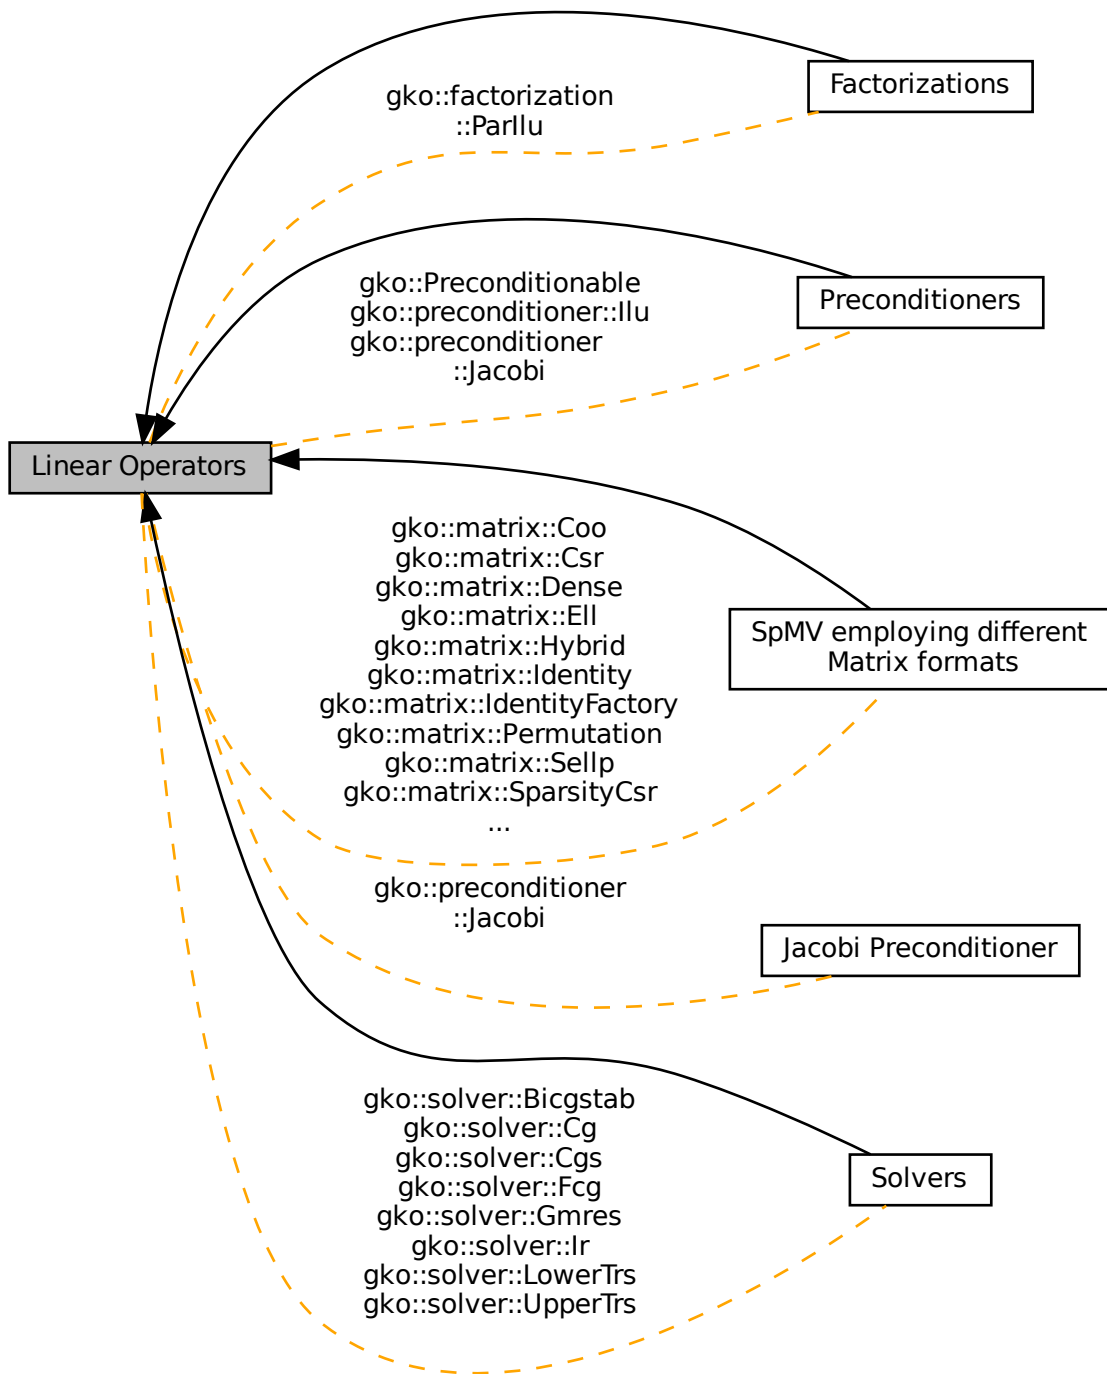 Factorizations
gko::factorization
::ParIlu
Preconditioners
gko::Preconditionable
gko::preconditioner::Ilu
gko::preconditioner
::Jacobi
Linear Operators
gko::matrix::Coo
gko::matrix::Csr
gko::matrix::Dense
gko::matrix::Ell
gko::matrix::Hybrid
gko::matrix::Identity
gko::matrix::IdentityFactory
gko::matrix::Permutation
gko::matrix::Sellp
gko::matrix::SparsityCsr
...
SpMV employing different
Matrix formats
gko::preconditioner
::Jacobi
Jacobi Preconditioner
gko::solver::Bicgstab
gko::solver::Cg
gko::solver::Cgs
gko::solver::Fcg
gko::solver::Gmres
gko::solver::Ir
gko::solver::LowerTrs
gko::solver::UpperTrs
Solvers